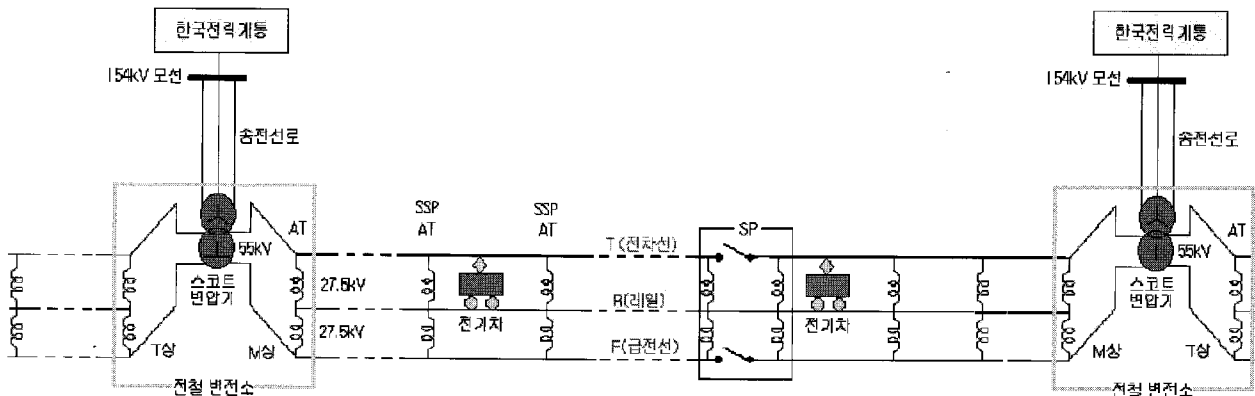 한국전력계통
한국전력계통
154kV 모선
154kV 모선
송전선로
송전선로
SSP
AT
SSP
AT
SP
AT
AT
T(전차선)
55kV
55kV
스코트
변압기
스코트
변압기
27.5kV
R(레일)
전기차
전기차
27.5kV
F(급전선)
T상
M상
M상
T상
전철 변전소
전철 변전소